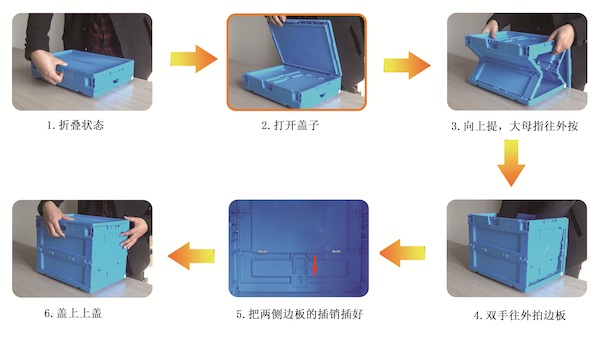 1. 折叠状态
2. 打开盖子
3. 向上提，大母指往外按
4. 双手往外拍边板
5. 把两侧边板的插销插好
6. 盖上上盖